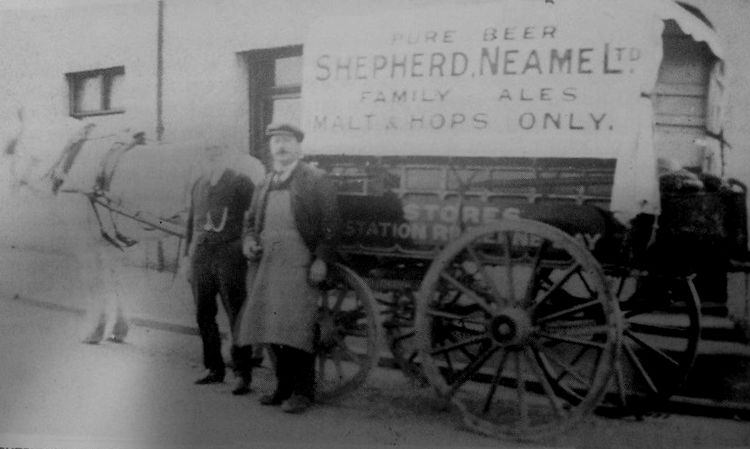 PURE BEER
SHEPHERD, NEAME LTD.
FAMILY ALES
MALT & HOPS ONLY.
STORES
STATION